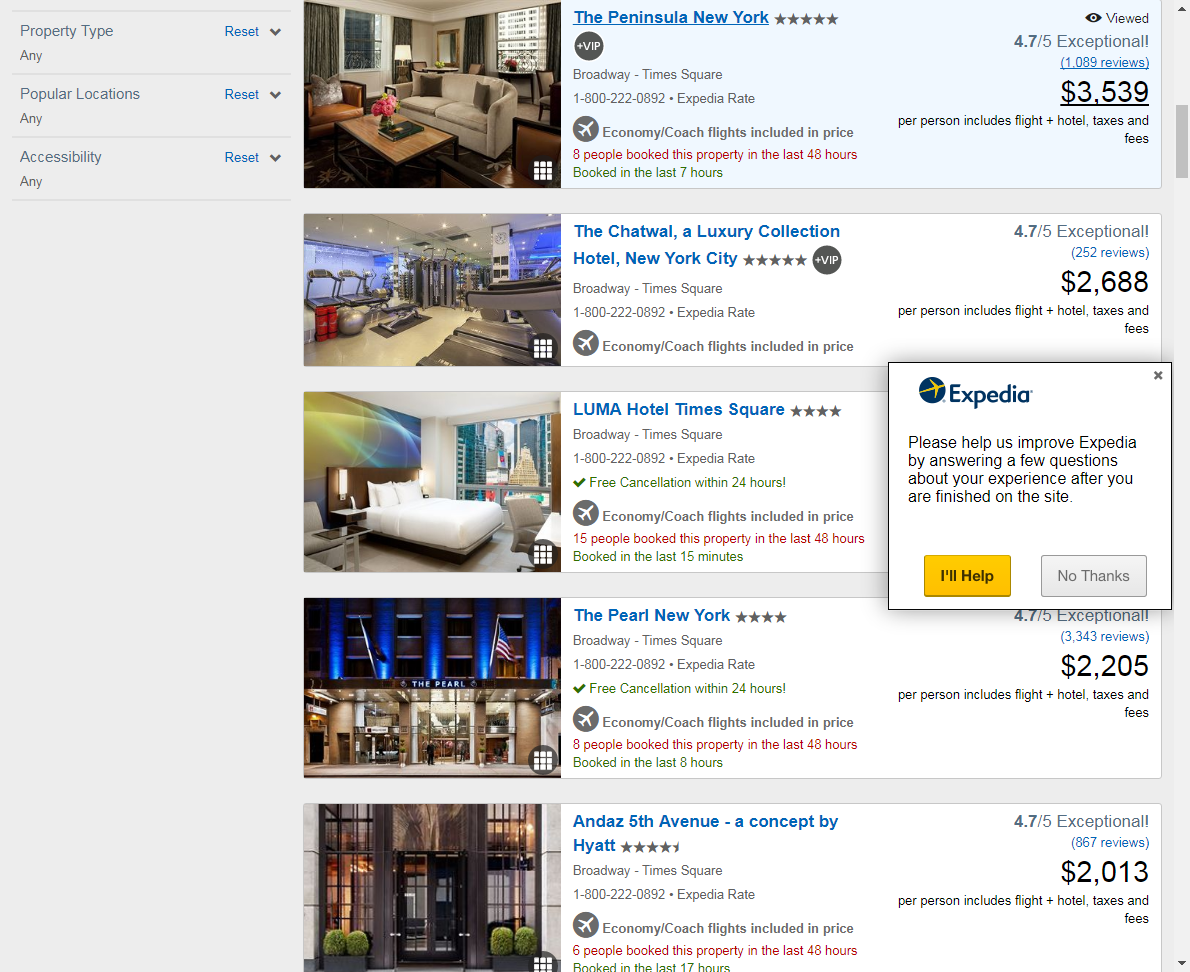 Property Type Reset
Any
Popular Locations Reset
Any
Accessibility Reset
Any
The Peninsula New York
+VIP
Broadway - Times Square
1-800-222-0892 • Expedia Rate
Economy/Coach flights included in price
8 people booked this property in the last 48 hours
Booked in the last 7 hours
Viewed
4.7/5 Exceptional!
(1,089 reviews)
$3,539
per person includes flight + hotel, taxes and
fees
The Chatwal, a Luxury Collection
Hotel, New York City +VIP
Broadway - Times Square
1-800-222-0892 • Expedia Rate
Economy/Coach flights included in price
4.7/5 Exceptional!
(252 reviews)
$2,688
per person includes flight + hotel, taxes and
fees
LUMA Hotel Times Square
Broadway - Times Square
1-800-222-0892 • Expedia Rate
Free Cancellation within 24 hours!
Economy/Coach flights included in price
15 people booked this property in the last 48 hours
Booked in the last 15 minutes
Expedia
Please help us improve Expedia
by answering a few questions
about your experience after you
are finished on the site.
I'll Help
No Thanks
THE PEARL
The Pearl New York
Broadway - Times Square
1-800-222-0892 • Expedia Rate
Free Cancellation within 24 hours!
Economy/Coach flights included in price
8 people booked this property in the last 48 hours
Booked in the last 8 hours
4.7/5 Exceptional!
(3,343 reviews)
$2,205
per person includes flight + hotel, taxes and
fees
Andaz 5th Avenue - a concept by
Hyatt
Broadway - Times Square
1-800-222-0892 • Expedia Rate
Economy/Coach flights included in price
6 people booked this property in the last 48 hours
Booked in the last 17 hours
4.7/5 Exceptional!
(867 reviews)
$2,013
per person includes flight + hotel, taxes and
fees